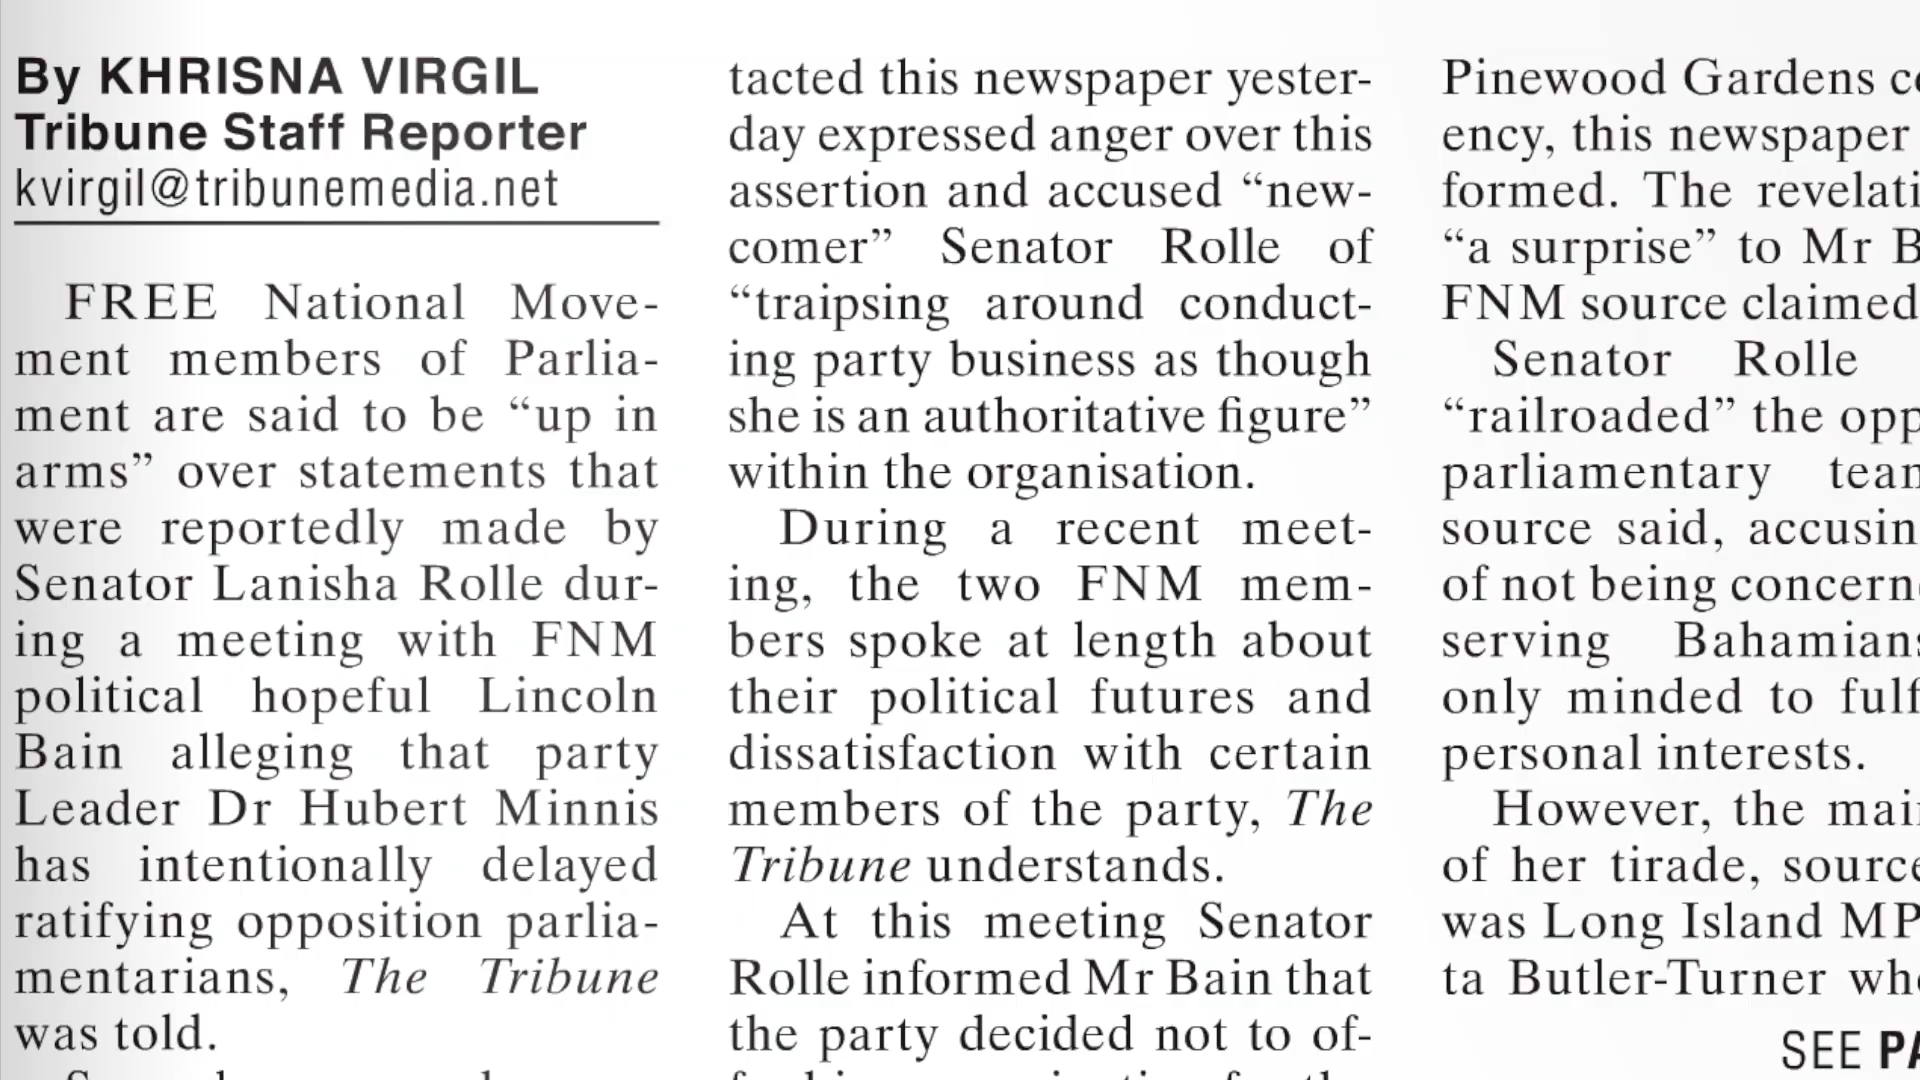 By KHRISNA VIRGIL
Tribune Staff Reporter
kvirgil@tribunemedia.net
FREE National Move-
ment members of Parlia-
ment are said to be “up in
arms” over statements that
were reportedly made by
Senator Lanisha Rolle dur-
ing a meeting with FNM
political hopeful Lincoln
Bain alleging that party
Leader Dr Hubert Minnis
has intentionally delayed
ratifying opposition parlia-
mentarians, The Tribune
was told.
tacted this newspaper yester-
day expressed anger over this
assertion and accused “new-
comer” Senator Rolle of
“traipsing around conduct-
ing party business as though
she is an authoritative figure”
within the organisation.
During a recent meet-
ing, the two FNM mem-
bers spoke at length about
their political futures and
dissatisfaction with certain
members of the party, The
Tribune understands.
At this meeting Senator
Rolle informed Mr Bain that
the party decided not to of-
Pinewood Gardens
ency, this newspaper
formed. The
“a surprise” to Mr
FNM source claimed
Senator Rolle
“railroaded” the
parliamentary
source said,
of not being
serving Bahamians
only minded to
personal interests.
However, the
of her tirade,
was Long Island MP
ta Butler-Turner
SEE